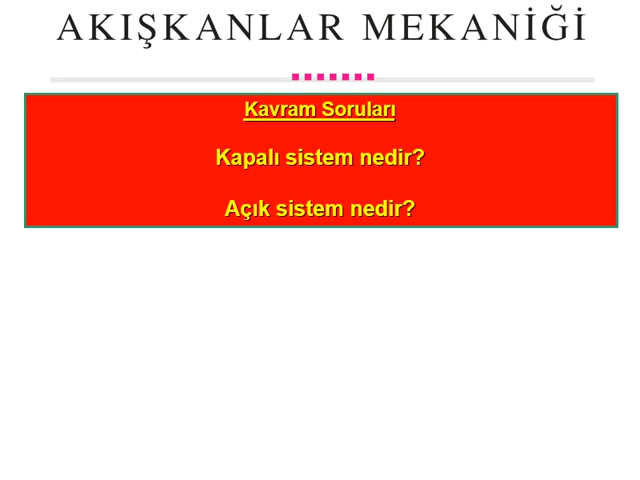 AKIŞKANLAR MEKANİĞİ
Kavram Soruları
Kapalı sistem nedir?
Açık sistem nedir?